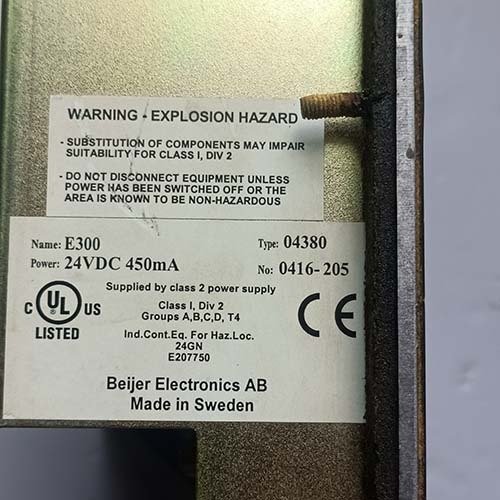 WARNING - EXPLOSION HAZARD
- SUBSTITUTION OF COMPONENTS MAY IMPAIR
SUITABILITY FOR CLASS I, DIV 2
- DO NOT DISCONNECT EQUIPMENT UNLESS
POWER HAS BEEN SWITCHED OFF OR THE
AREA IS KNOWN TO BE NON-HAZARDOUS
Name: E300 Type: 04380
Power: 24VDC 450mA No: 0416-205
Supplied by class 2 power supply
Class I, Div 2
Groups A,B,C,D, T4
C UL US CE
LISTED
Ind.Cont.Eq. For Haz.Loc.
24GN
E207750
Beijer Electronics AB
Made in Sweden